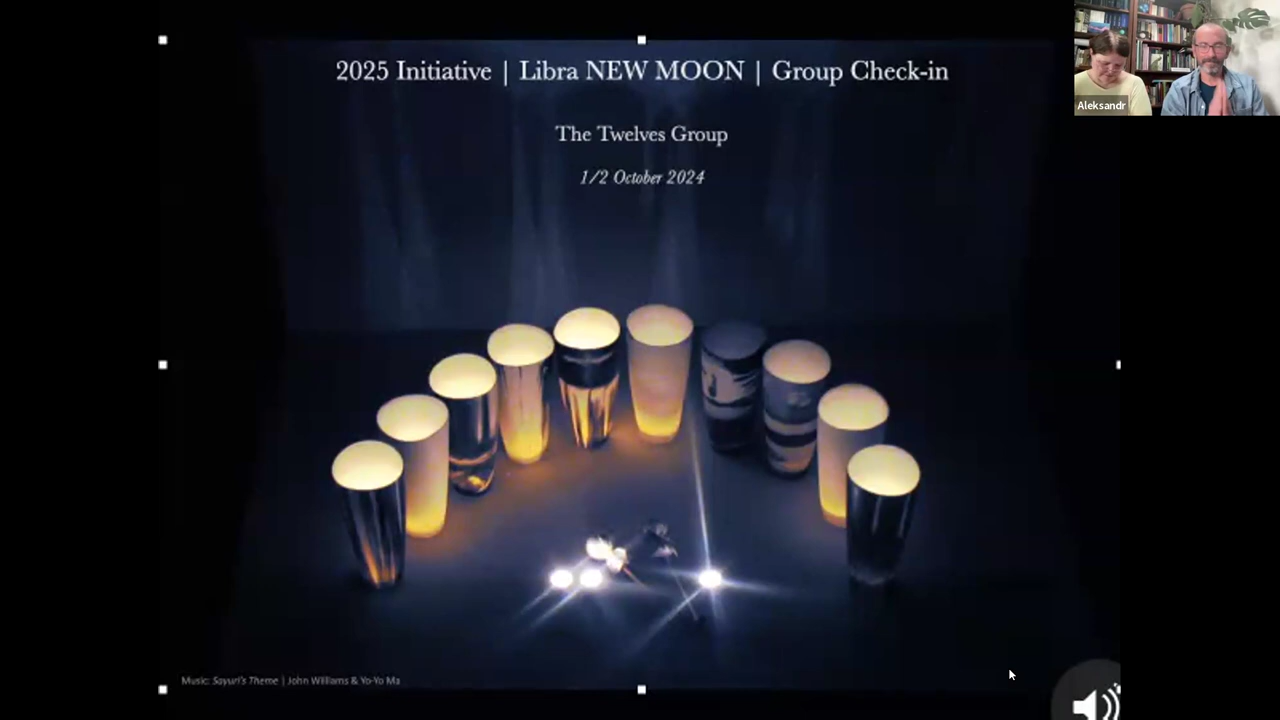 2025 Initiative | Libra NEW MOON | Group Check-in
The Twelves Group
1/2 October 2024
Aleksandr
Music: Sayuri's Theme | John Williams & Yo-Yo Ma